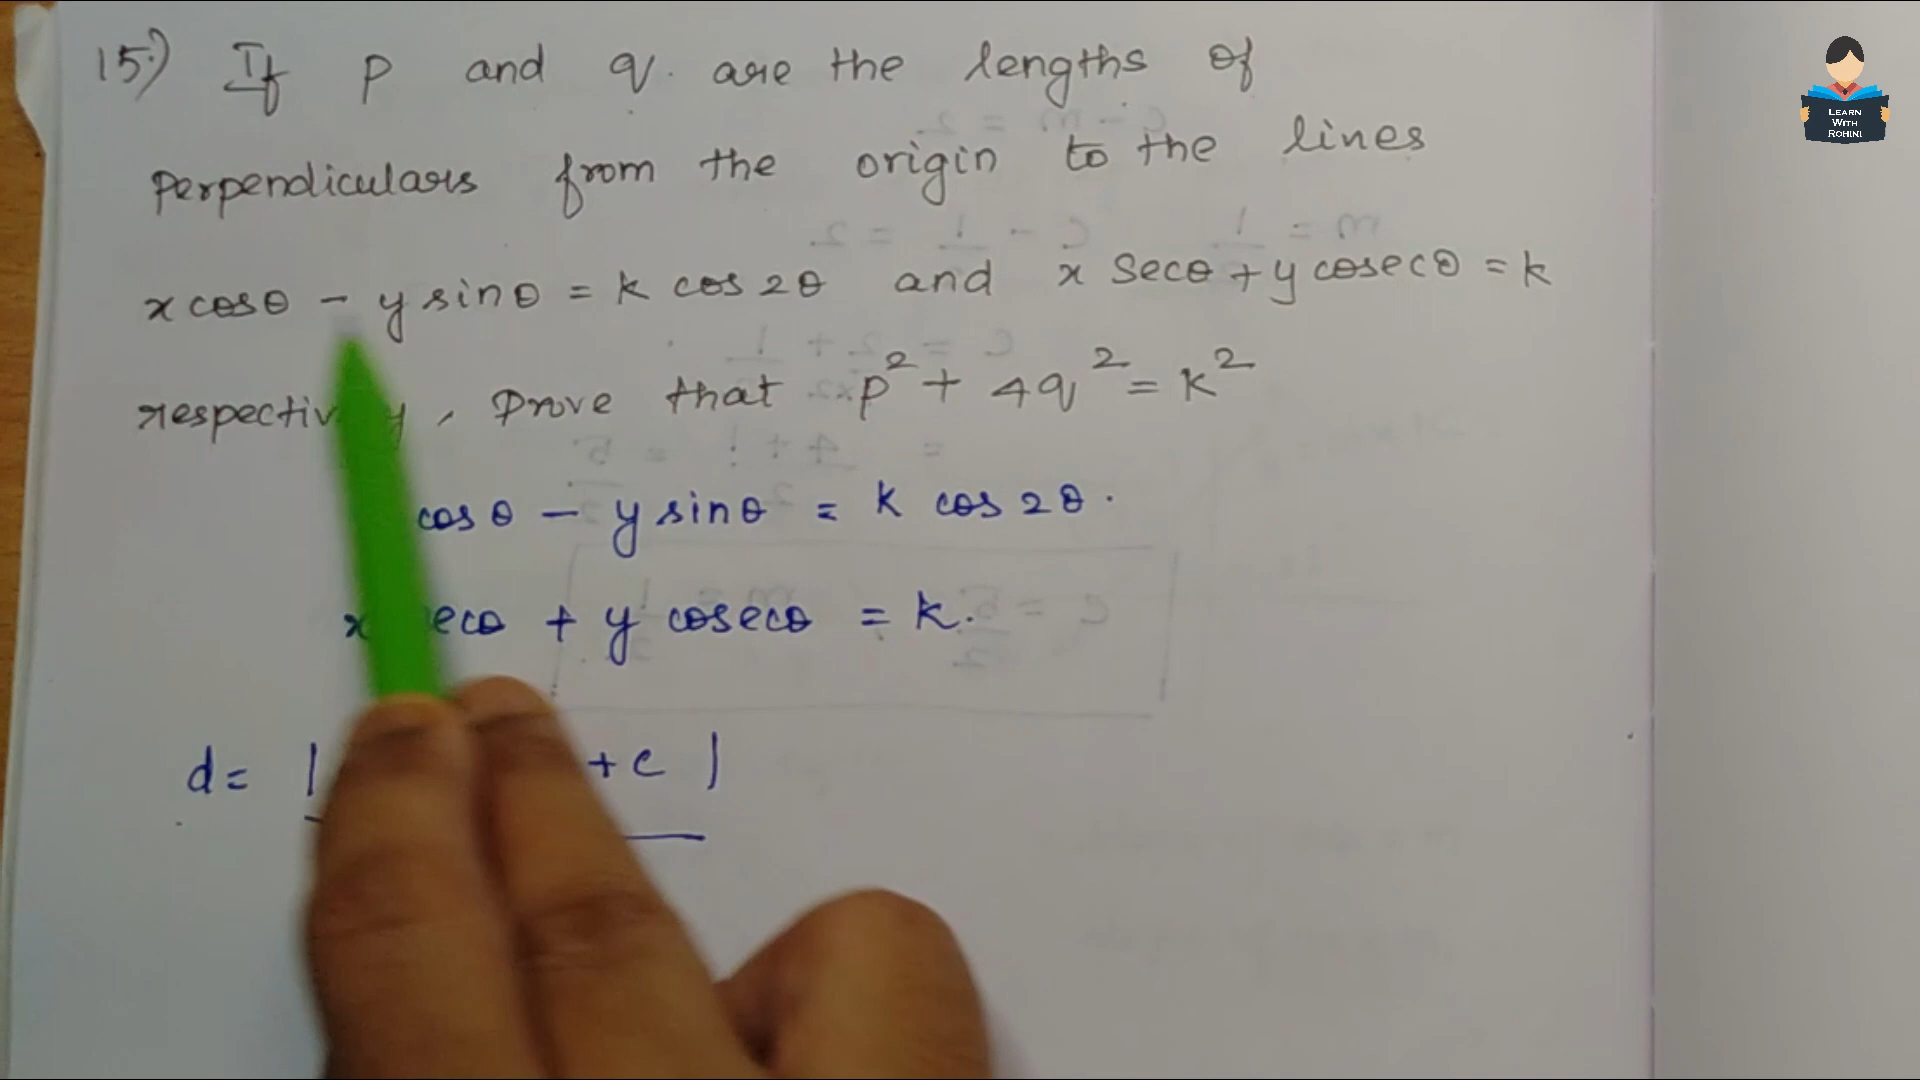 15.) If p and q are the lengths of
Perpendiculars from the origin to the lines
x cosθ - y sinθ = k cos 2θ and x Secθ + y cosecθ = k
, Prove that p² + 4q² = k²
cos θ - y sinθ = k cos 2θ.
x ecθ + y cosecθ = k.
d = | + c |
LEARN
WITH
ROHINI